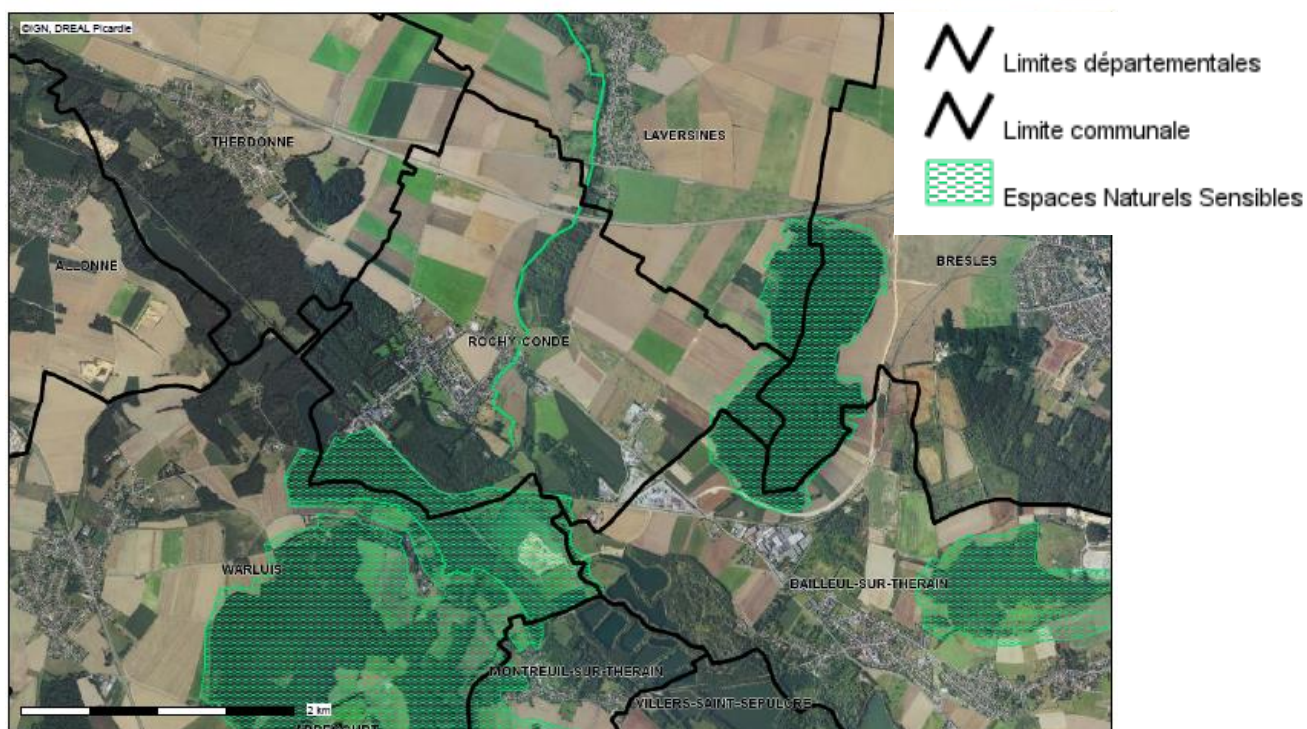 ©IGN, DREAL Picardie
Limites départementales
Limite communale
Espaces Naturels Sensibles
THERDONNE
LAVERSINES
ALLONNE
BRESLES
ROCHY-CONDE
WARLUIS
BAILLEUL-SUR-THERAIN
MONTREUIL-SUR-THERAIN
VILLERS-SAINT-SEPULCRE
2 km